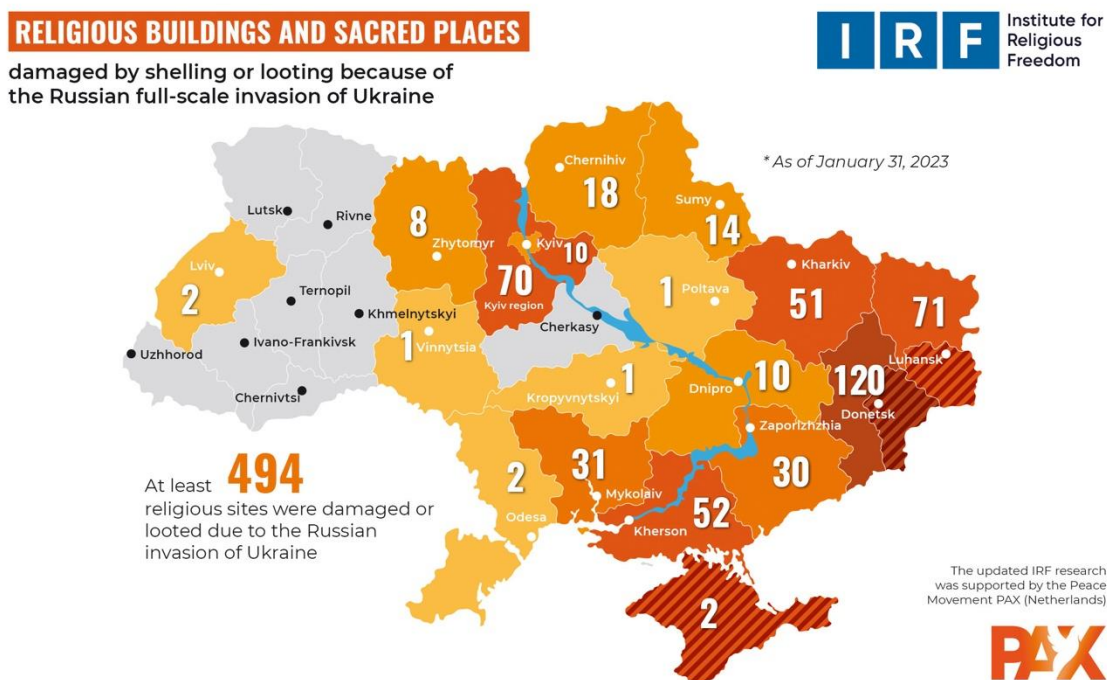 RELIGIOUS BUILDINGS AND SACRED PLACES
damaged by shelling or looting because of
the Russian full-scale invasion of Ukraine
IRF
Institute for
Religious
Freedom
* As of January 31, 2023
Chernihiv
18
Sumy
14
Lutsk
Rivne
8
Zhytomyr
Kyiv
10
70
Kyiv region
Lviv
2
Kharkiv
51
71
Luhansk
1
Poltava
Ternopil
Khmelnytskyi
Cherkasy
1
Vinnytsia
Uzhhorod
Ivano-Frankivsk
Chernivtsi
1
Kropyvnytskyi
Dnipro
10
120
Donetsk
Zaporizhzhia
30
31
Mykolaiv
2
Odesa
52
Kherson
2
At least 494
religious sites were damaged or
looted due to the Russian
invasion of Ukraine
The updated IRF research
was supported by the Peace
Movement PAX (Netherlands)
PAX